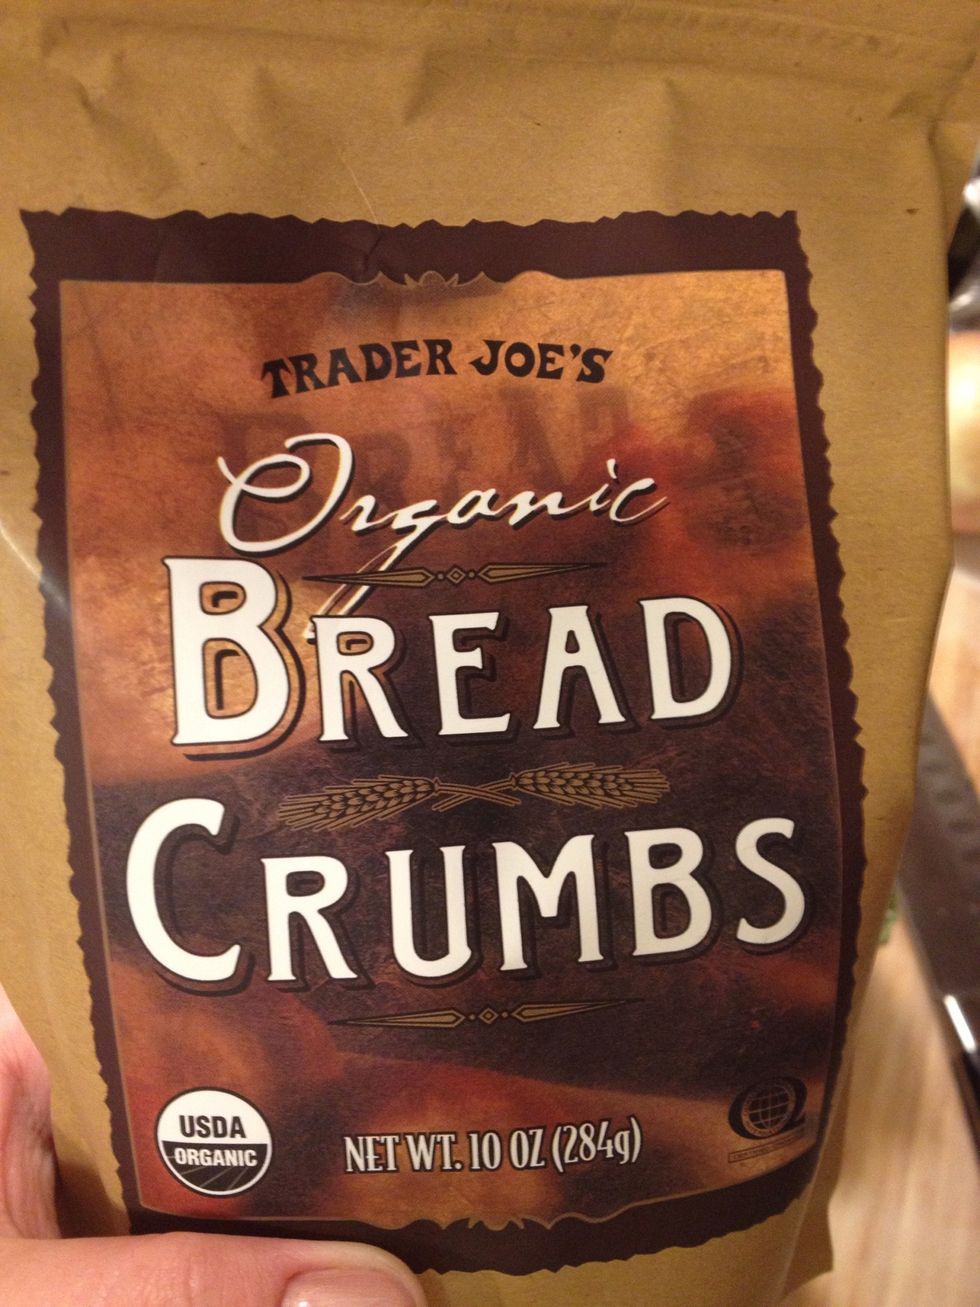 TRADER JOE'S
Organic
BREAD
CRUMBS
USDA
ORGANIC
NET WT. 10 OZ (284g)